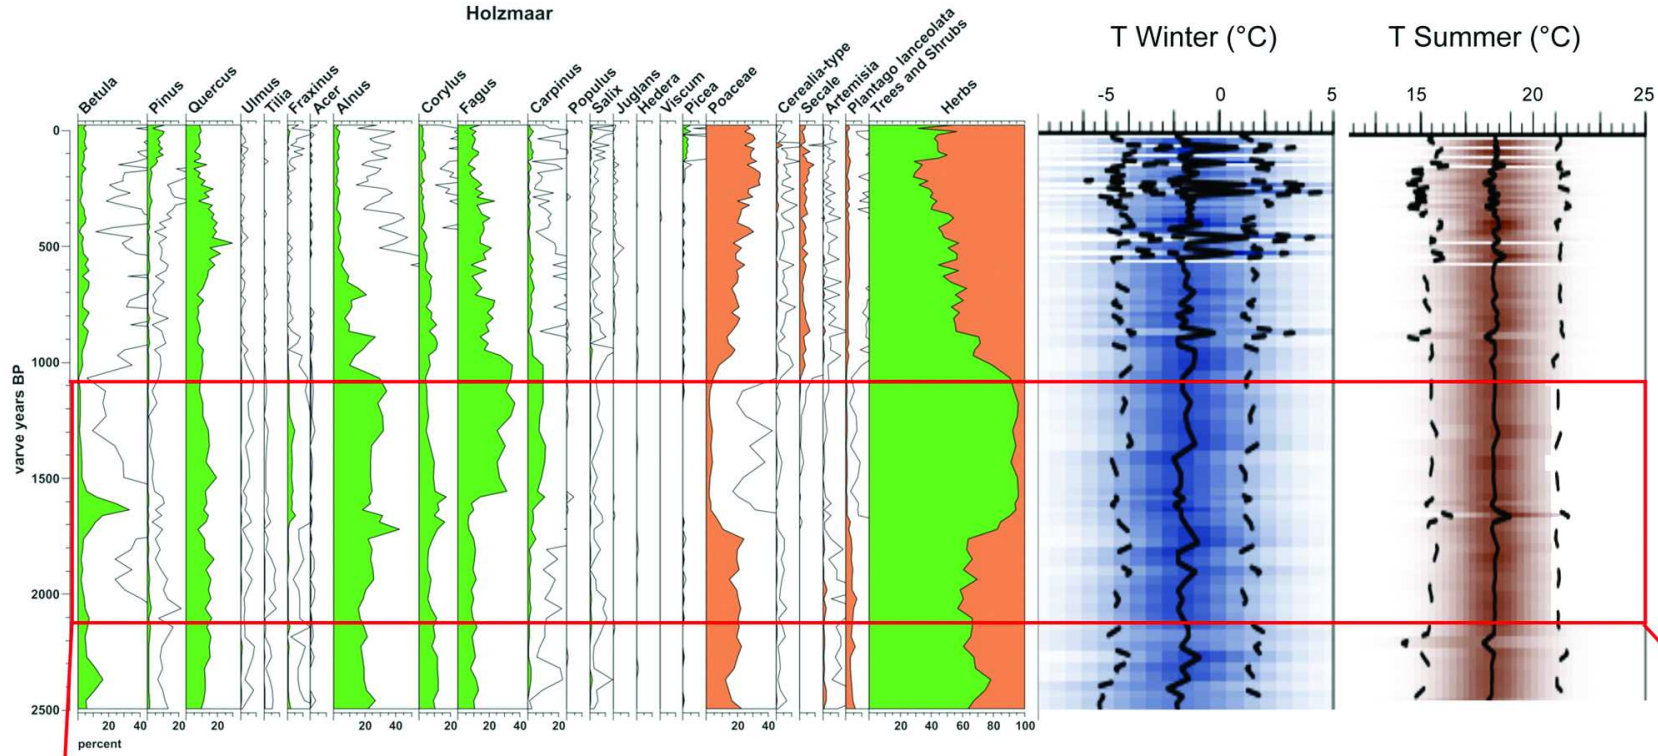 Holzmaar
T Winter (°C)
T Summer (°C)
Betula
Pinus
Quercus
Ulmus
Tilia
Fraxinus
Acer
Alnus
Corylus
Fagus
Carpinus
Populus
Salix
Juglans
Hedera
Viscum
Picea
Poaceae
Cerealia-type
Secale
Artemisia
Plantago lanceolata
Trees and Shrubs
Herbs
-5 0 5
15 20 25
varve years BP
0
500
1000
1500
2000
2500
20 40 20 20 20 40 20 20 40 20 20 40 20 40 60 80 100
percent